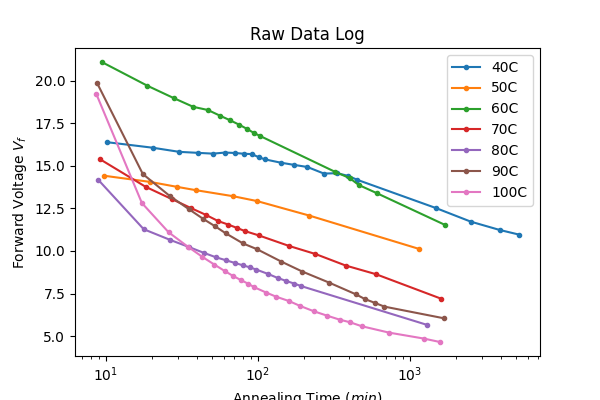 Raw Data Log
Forward Voltage V_f
20.0
17.5
15.0
12.5
10.0
7.5
5.0
40C
50C
60C
70C
80C
90C
100C
10¹
10²
10³
Annealing Time (min)